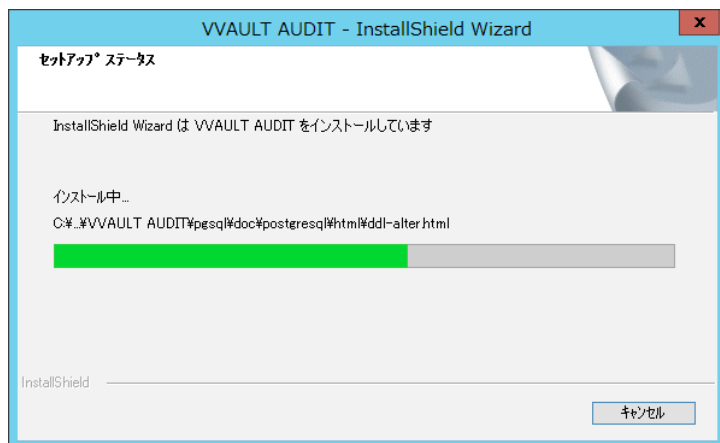 VVAULT AUDIT - InstallShield Wizard
x
ｾｯﾄｱｯﾌﾟ ｽﾃｰﾀｽ
InstallShield Wizard は VVAULT AUDIT をインストールしています
インストール中...
C:¥...¥VVAULT AUDIT¥pgsql¥doc¥postgresql¥html¥ddl-alter.html
InstallShield
キャンセル